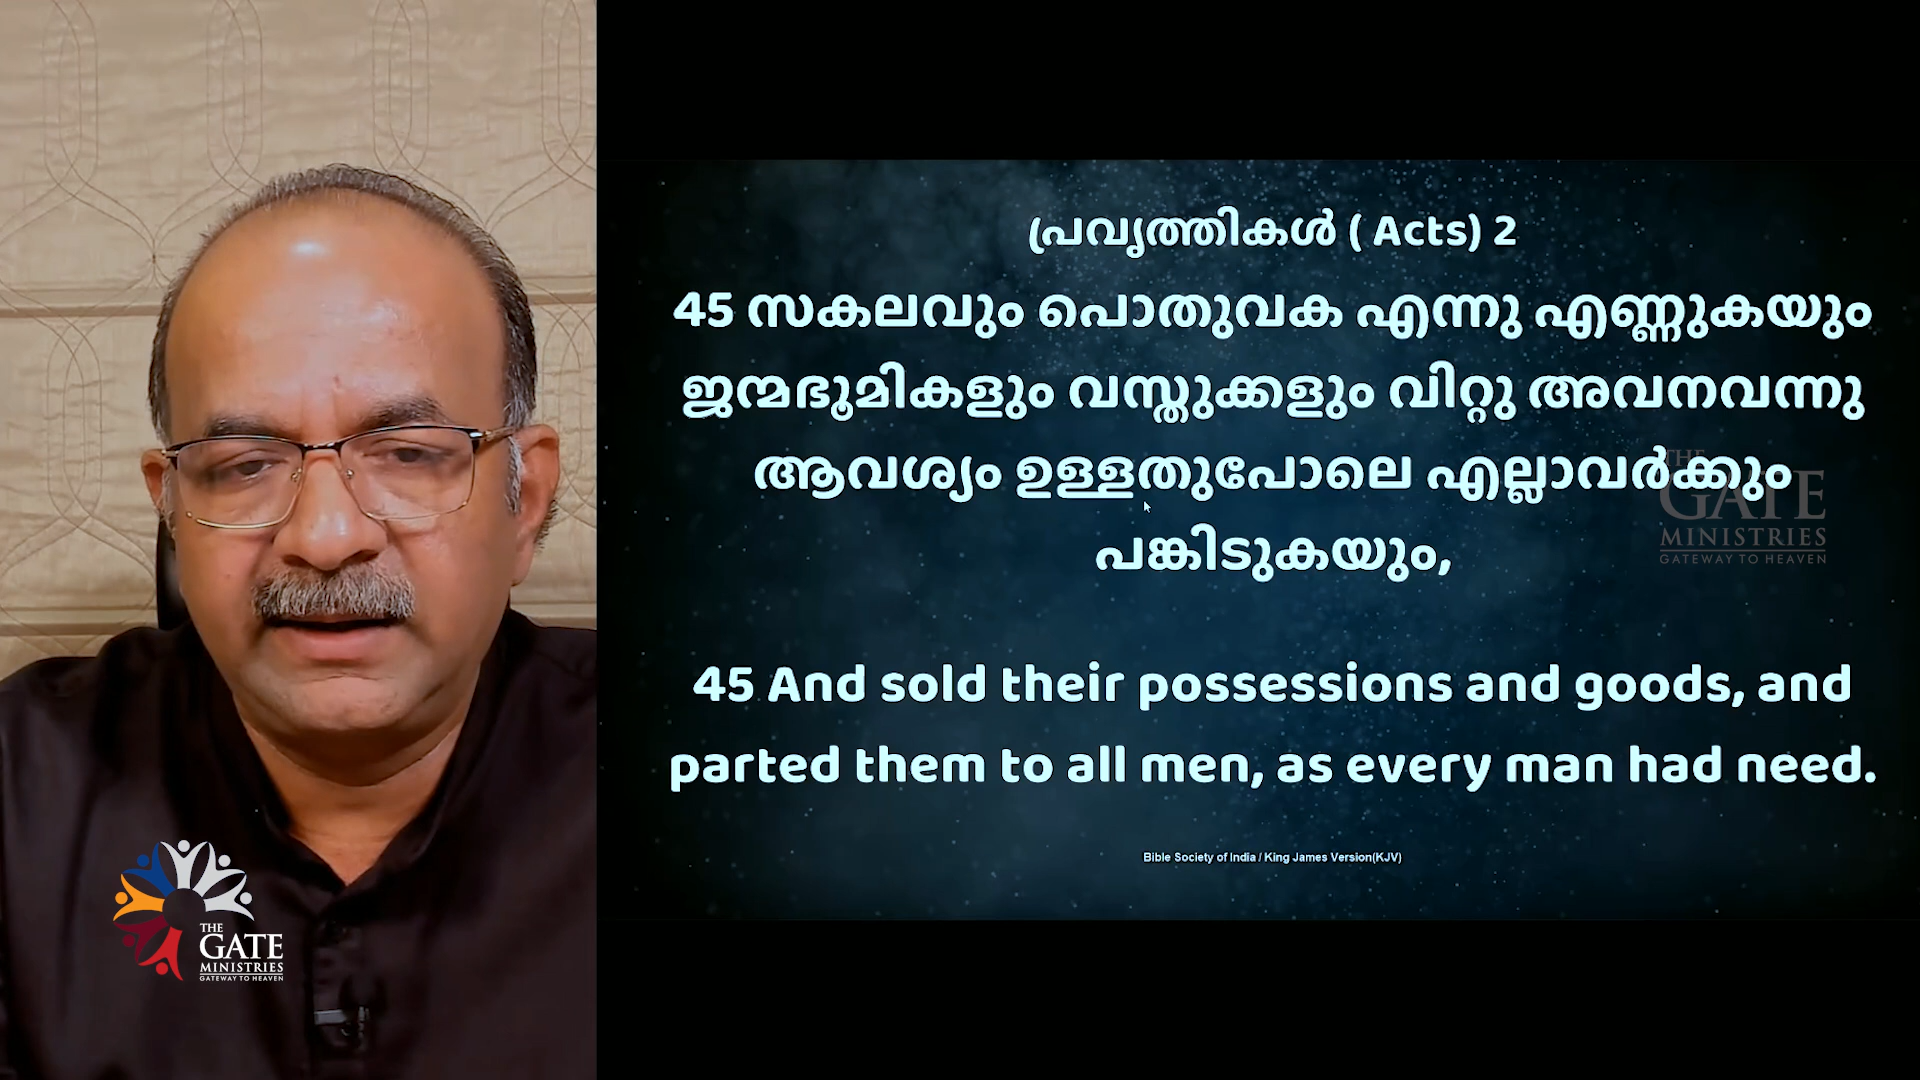 പ്രവൃത്തികൾ ( Acts) 2
45 സകലവും പൊതുവക എന്നു എണ്ണുകയും
ജന്മഭൂമികളും വസ്തുക്കളും വിറ്റു അവനവന്നു
ആവശ്യം ഉള്ളതുപോലെ എല്ലാവർക്കും
പങ്കിടുകയും,
45 And sold their possessions and goods, and
parted them to all men, as every man had need.
Bible Society of India / King James Version(KJV)
THE
GATE
MINISTRIES
GATEWAY TO HEAVEN
THE
GATE
MINISTRIES
GATEWAY TO HEAVEN